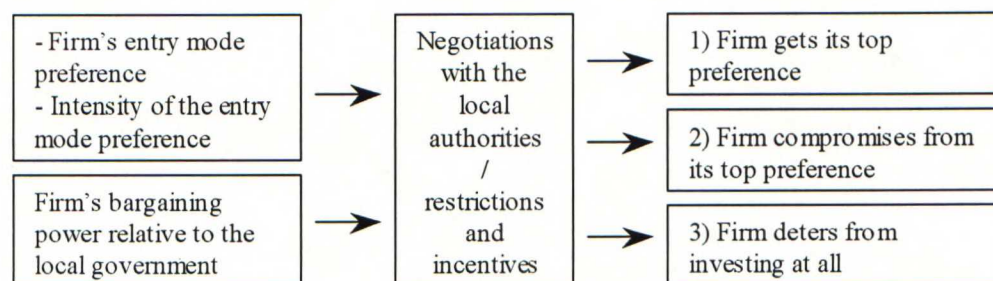 - Firm's entry mode
preference
- Intensity of the entry
mode preference
Firm's bargaining
power relative to the
local government
Negotiations
with the
local
authorities
/
restrictions
and
incentives
1) Firm gets its top
preference
2) Firm compromises from
its top preference
3) Firm deters from
investing at all